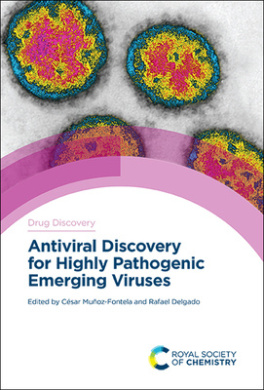 Drug Discovery
Antiviral Discovery
for Highly Pathogenic
Emerging Viruses
Edited by César Muñoz-Fontela and Rafael Delgado
ROYAL SOCIETY
OF CHEMISTRY